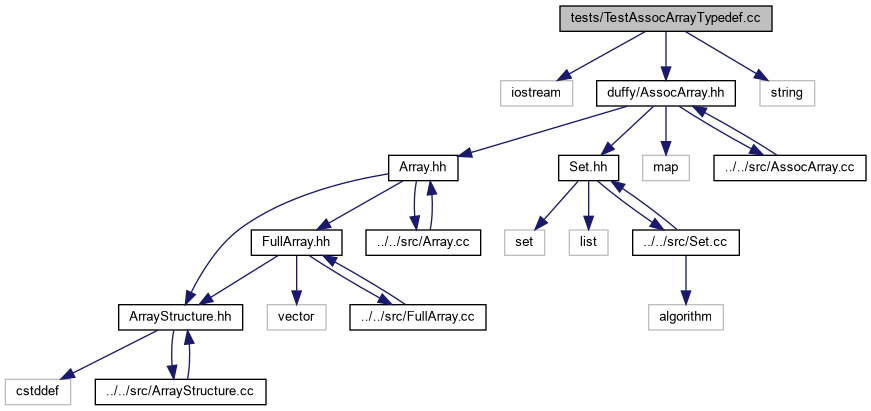 tests/TestAssocArrayTypedef.cc
iostream
duffy/AssocArray.hh
string
Array.hh
Set.hh
map
../../src/AssocArray.cc
FullArray.hh
../../src/Array.cc
set
list
../../src/Set.cc
ArrayStructure.hh
vector
../../src/FullArray.cc
algorithm
cstddef
../../src/ArrayStructure.cc